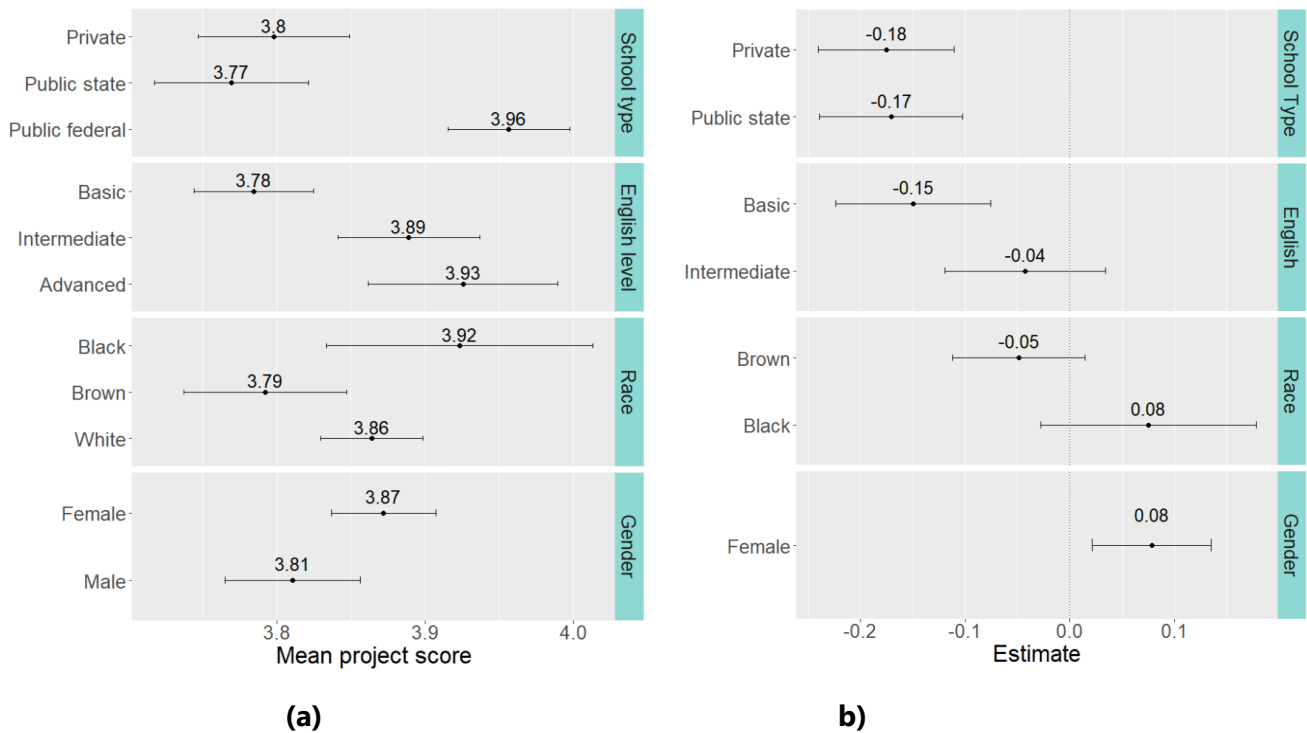 Private
3.8
Public state
3.77
Public federal
3.96
School type
Basic
3.78
Intermediate
3.89
Advanced
3.93
English level
Black
3.92
Brown
3.79
White
3.86
Race
Female
3.87
Male
3.81
Gender
3.8 3.9 4.0
Mean project score
(a)
Private
-0.18
Public state
-0.17
School Type
Basic
-0.15
Intermediate
-0.04
English
Brown
-0.05
Black
0.08
Race
Female
0.08
Gender
-0.2 -0.1 0.0 0.1
Estimate
b)